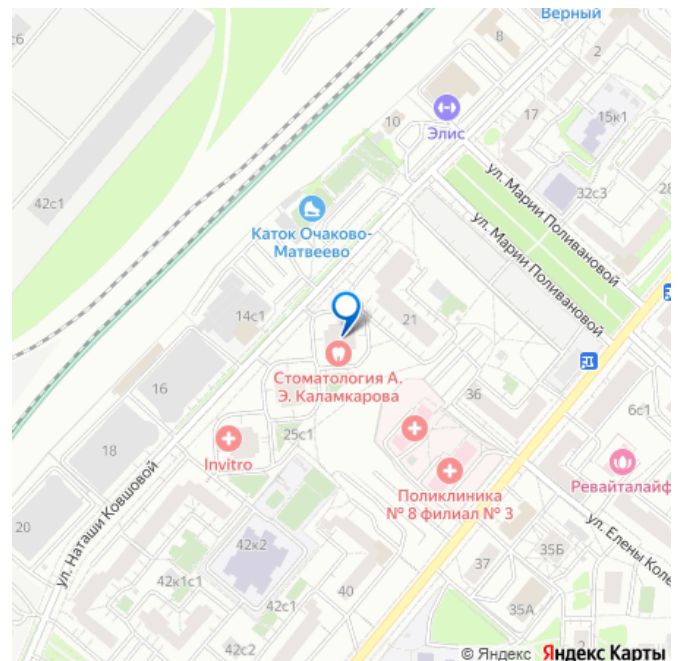 Верный
с6
8
2
17
15к1
10
Элис
32с3
28
42с1
ул. Марии Поливановой
ул. Марии Поливановой
Каток Очаково-
Матвеево
14с1
21
Стоматология А.
Э. Каламкарова
16
36
6с1
25с1
18
Invitro
Поликлиника
№ 8 филиал № 3
Ревайталайф
20
ул. Наташи Ковшовой
42к2
35Б
ул. Елены Коле
37
42к1с1
40
42с1
35А
2
42с2
© Яндекс Яндекс Карты